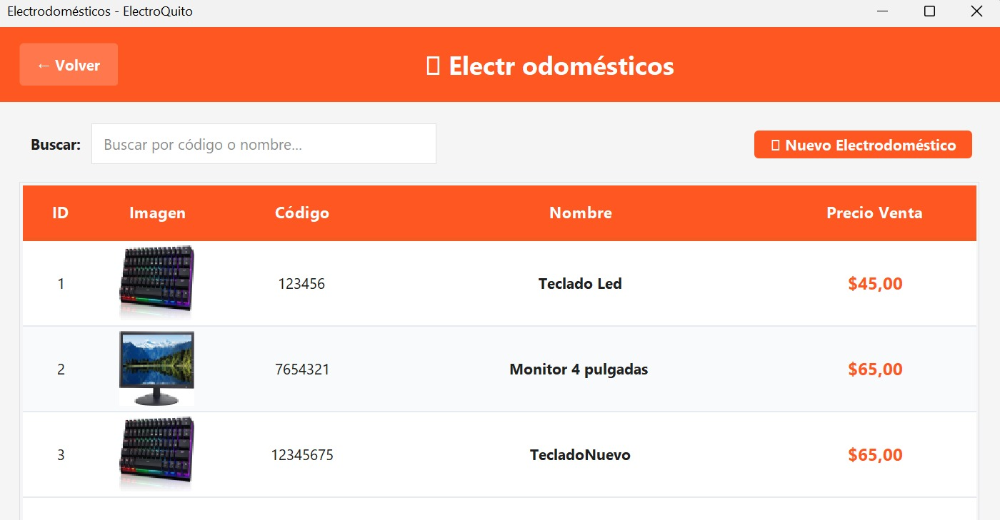 Electrodomésticos - ElectroQuito
← Volver
Electr odomésticos
Buscar: Buscar por código o nombre...
Nuevo Electrodoméstico
ID Imagen Código Nombre Precio Venta
1 123456 Teclado Led $45,00
2 7654321 Monitor 4 pulgadas $65,00
3 12345675 TecladoNuevo $65,00